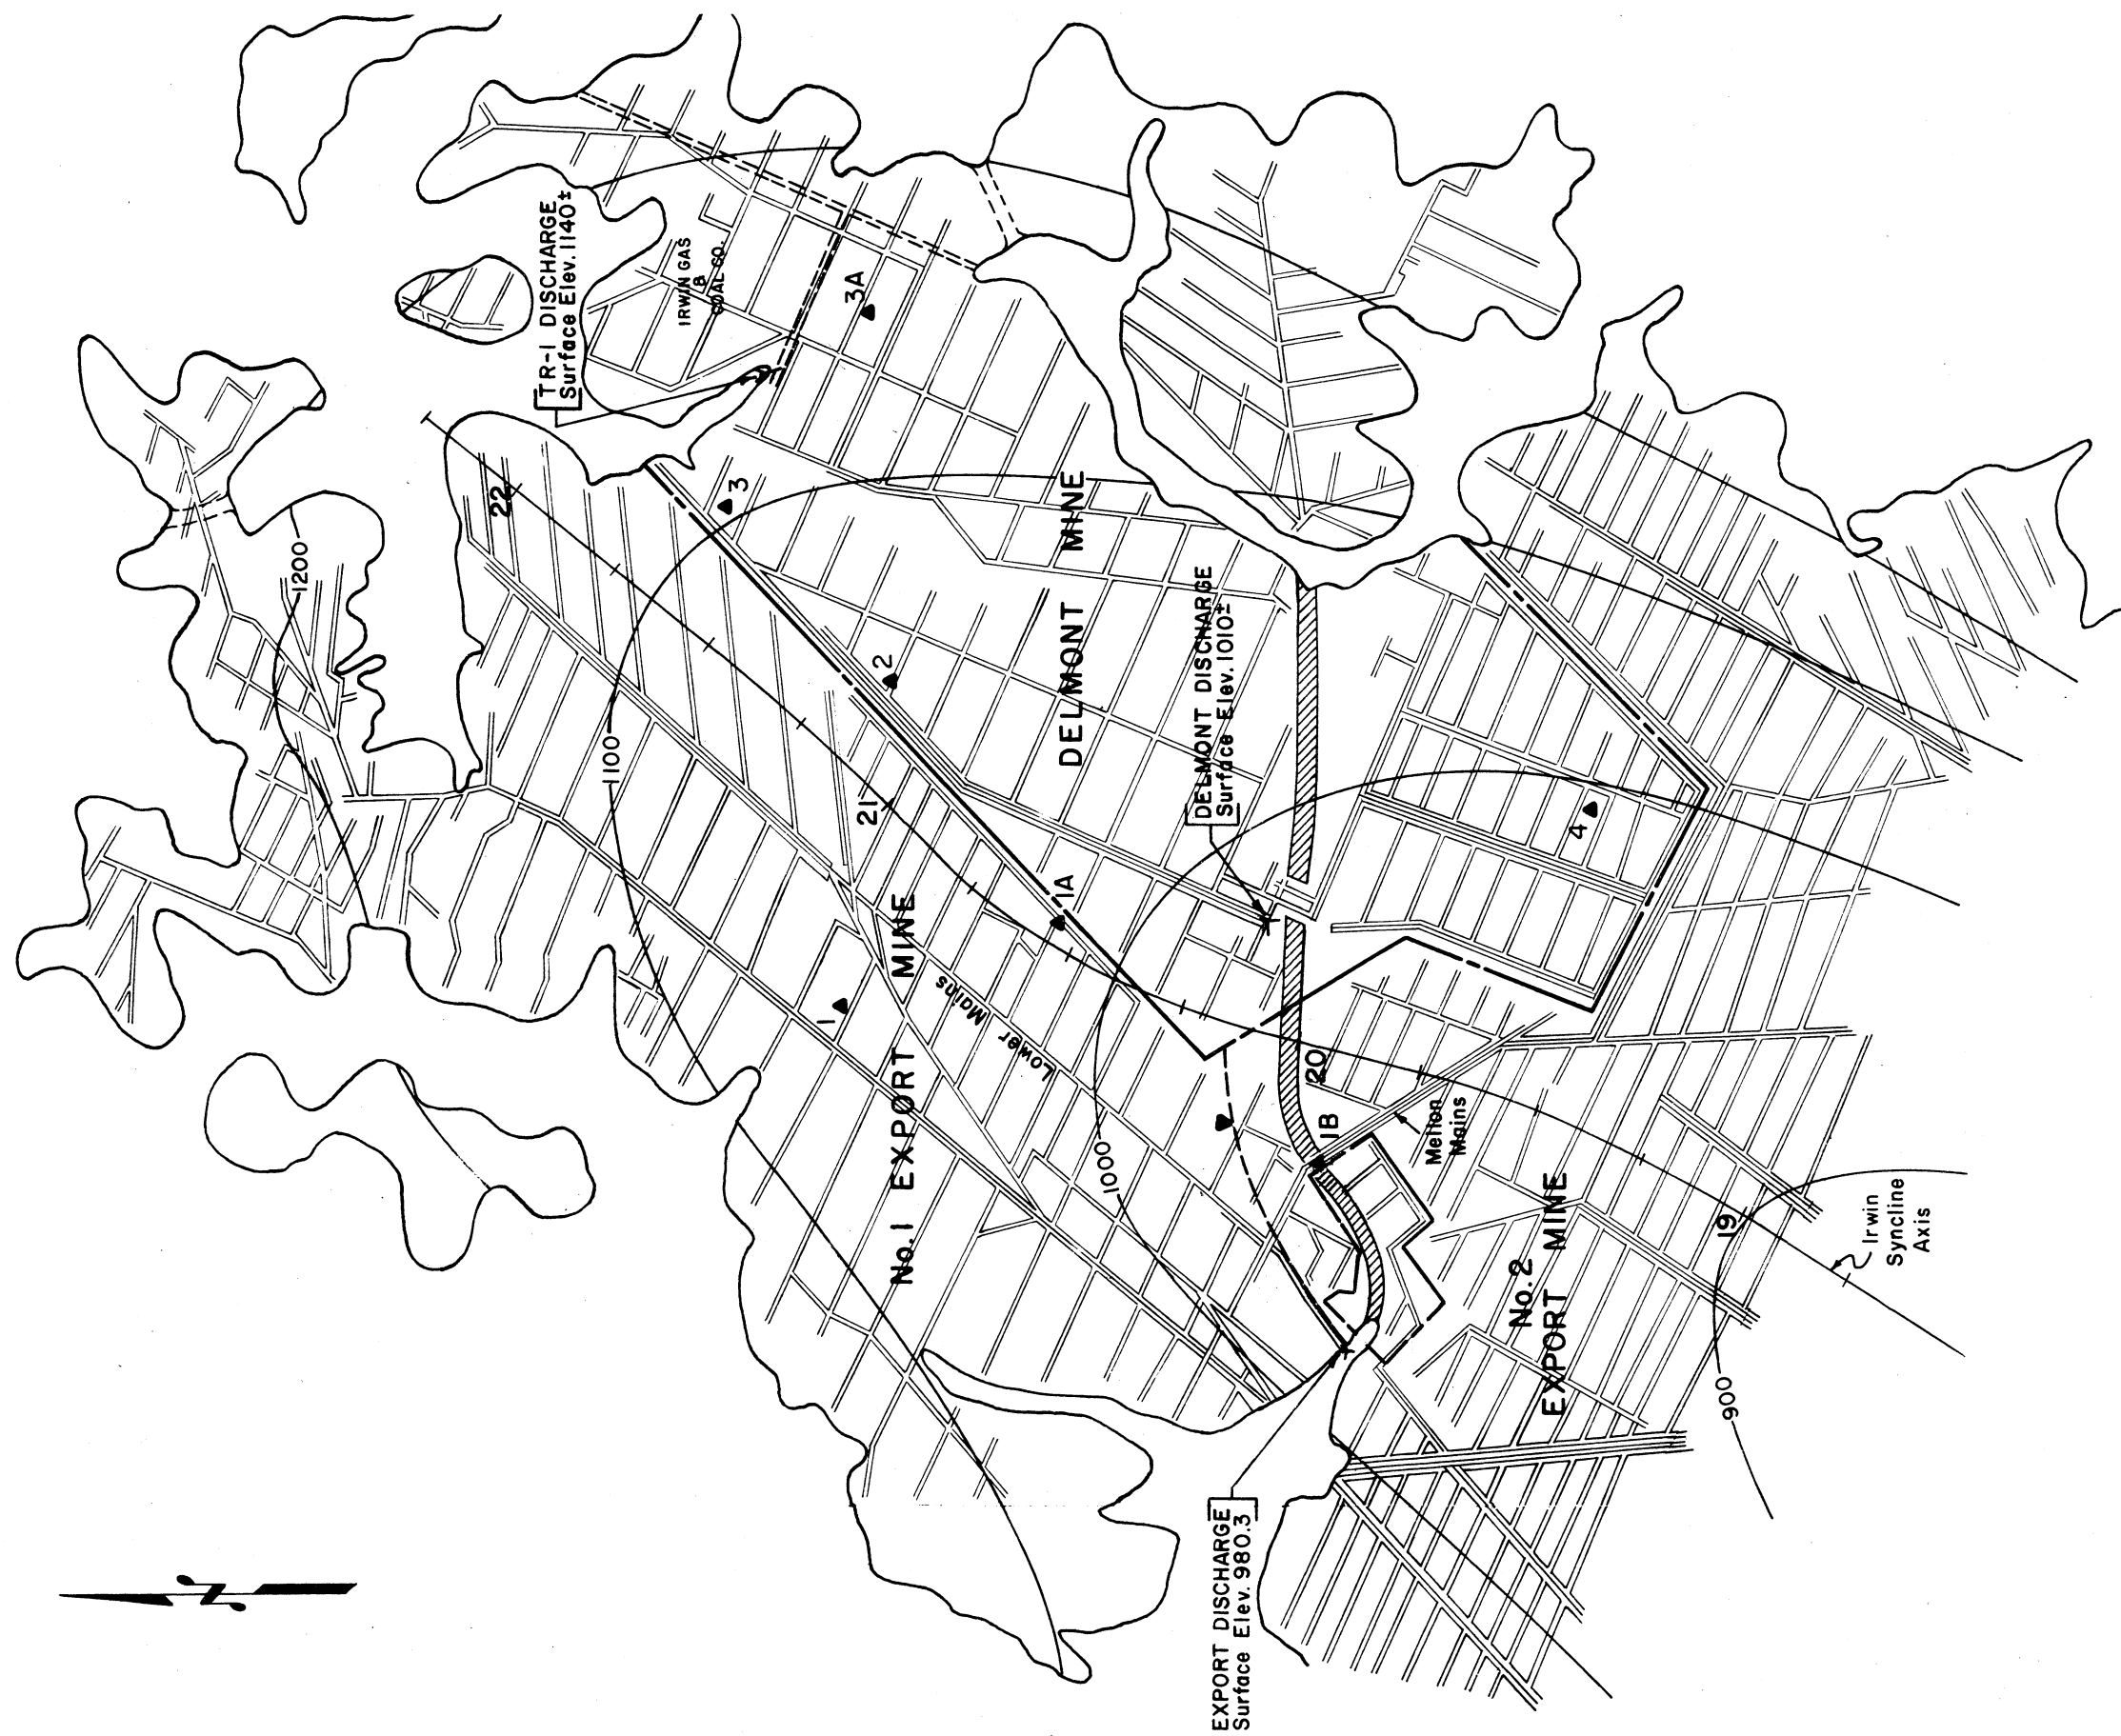 TR-1 DISCHARGE
Surface Elev. 1140±
IRWIN GAS
&
COAL CO.
3A
3
22
1200
1100
2
21
DELMONT MINE
DELMONT DISCHARGE
Surface Elev. 1010±
4
1A
1
No. 1 EXPORT MINE
Lower Mains
1000
20
1B
Mellon
Mains
No. 2
EXPORT MINE
19
900
Irwin
Syncline
Axis
EXPORT DISCHARGE
Surface Elev. 980.3
N